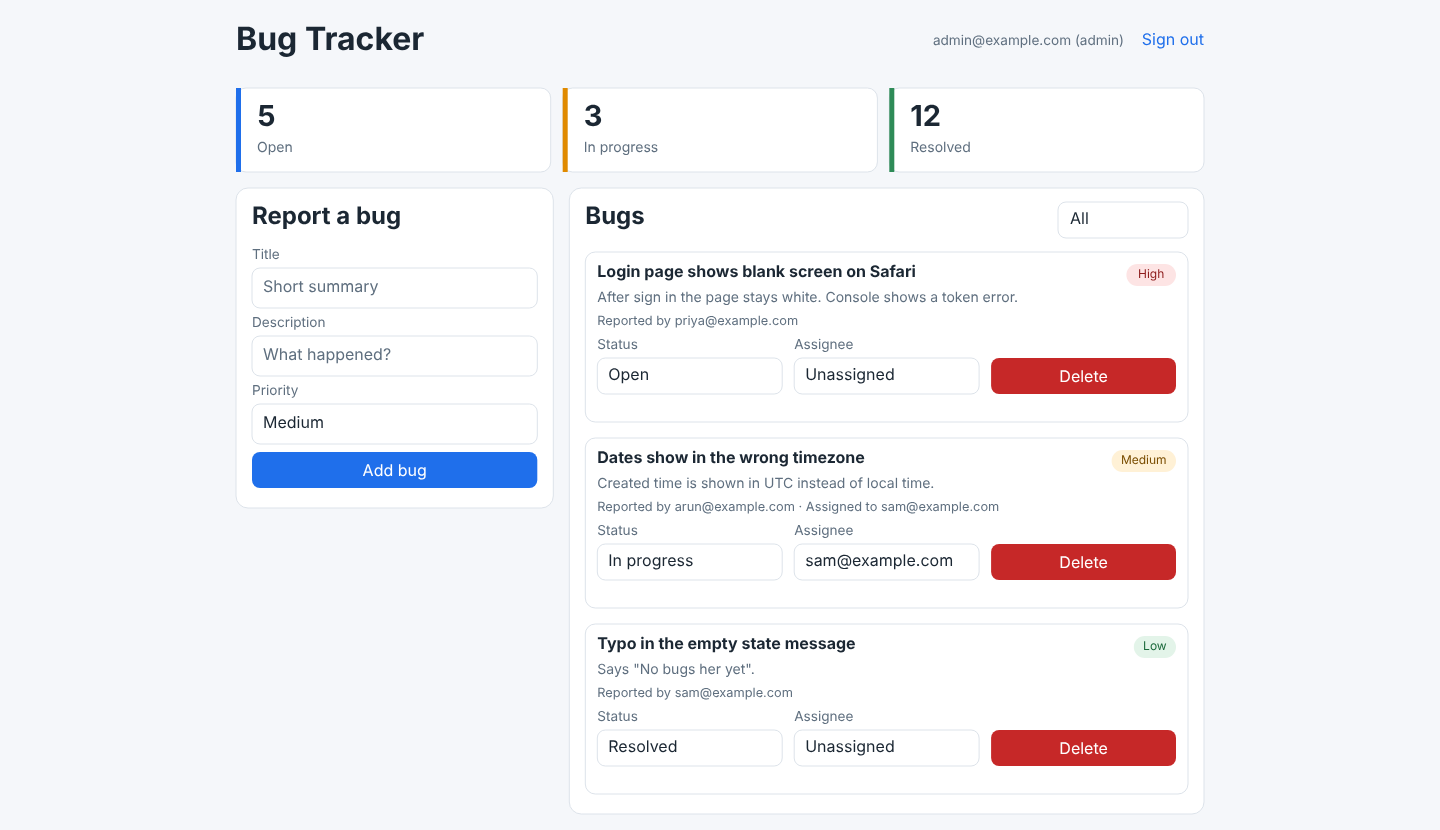 Bug Tracker
admin@example.com (admin) Sign out
5
Open
3
In progress
12
Resolved
Report a bug
Title
Short summary
Description
What happened?
Priority
Medium
Add bug
Bugs
All
Login page shows blank screen on Safari
High
After sign in the page stays white. Console shows a token error.
Reported by priya@example.com
Status Assignee
Open Unassigned Delete
Dates show in the wrong timezone
Medium
Created time is shown in UTC instead of local time.
Reported by arun@example.com · Assigned to sam@example.com
Status Assignee
In progress sam@example.com Delete
Typo in the empty state message
Low
Says "No bugs her yet".
Reported by sam@example.com
Status Assignee
Resolved Unassigned Delete